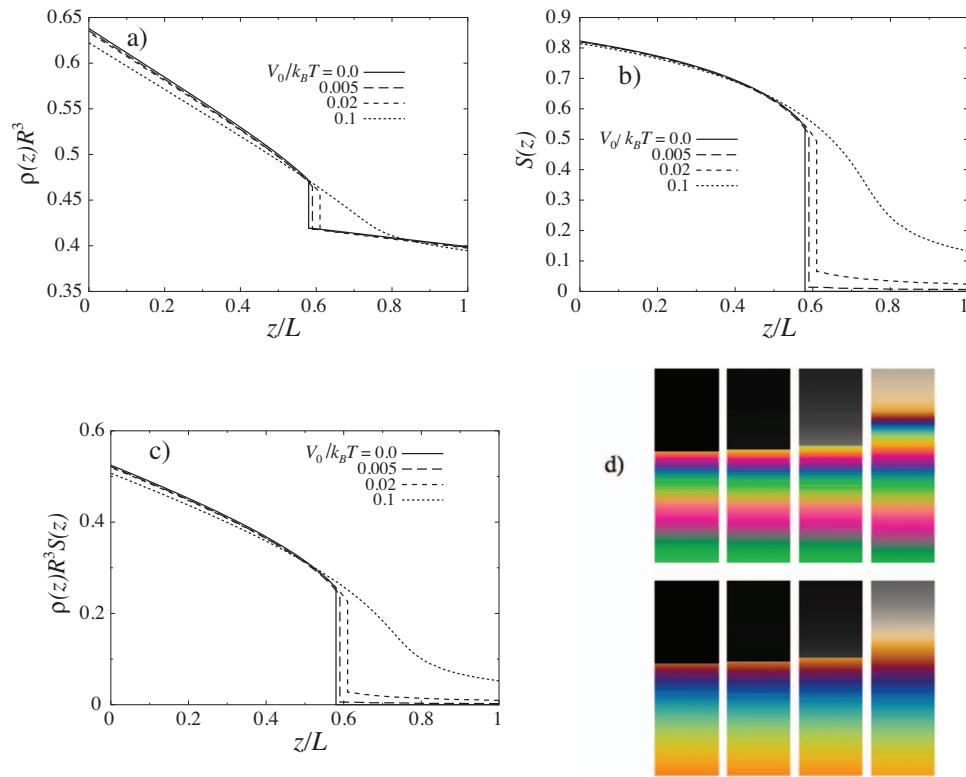 a)
0.65
0.6
0.55
0.5
0.45
0.4
0.35
ρ(z)R³
V₀/k_BT = 0.0
0.005
0.02
0.1
0 0.2 0.4 0.6 0.8 1
z/L
b)
0.9
0.8
0.7
0.6
0.5
0.4
0.3
0.2
0.1
0
S(z)
V₀/ k_BT = 0.0
0.005
0.02
0.1
0 0.2 0.4 0.6 0.8 1
z/L
c)
0.6
0.4
0.2
0
ρ(z)R³S(z)
V₀/k_BT = 0.0
0.005
0.02
0.1
0 0.2 0.4 0.6 0.8 1
z/L
d)